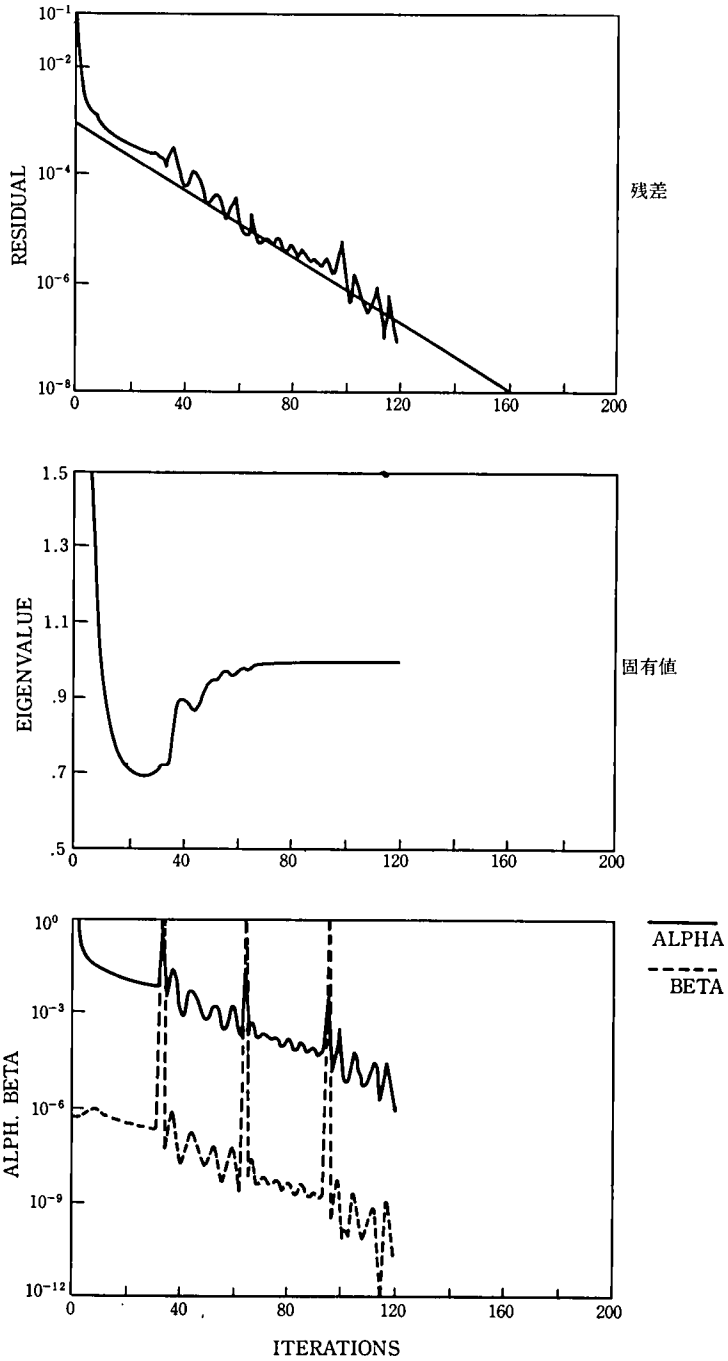 10⁻¹
10⁻²
10⁻⁴
10⁻⁶
10⁻⁸
RESIDUAL
残差
0 40 80 120 160 200
1.5
1.3
1.1
.9
.7
.5
EIGENVALUE
固有値
0 40 80 120 160 200
10⁰
10⁻³
10⁻⁶
10⁻⁹
10⁻¹²
ALPH. BETA
ALPHA
BETA
0 40 80 120 160 200
ITERATIONS